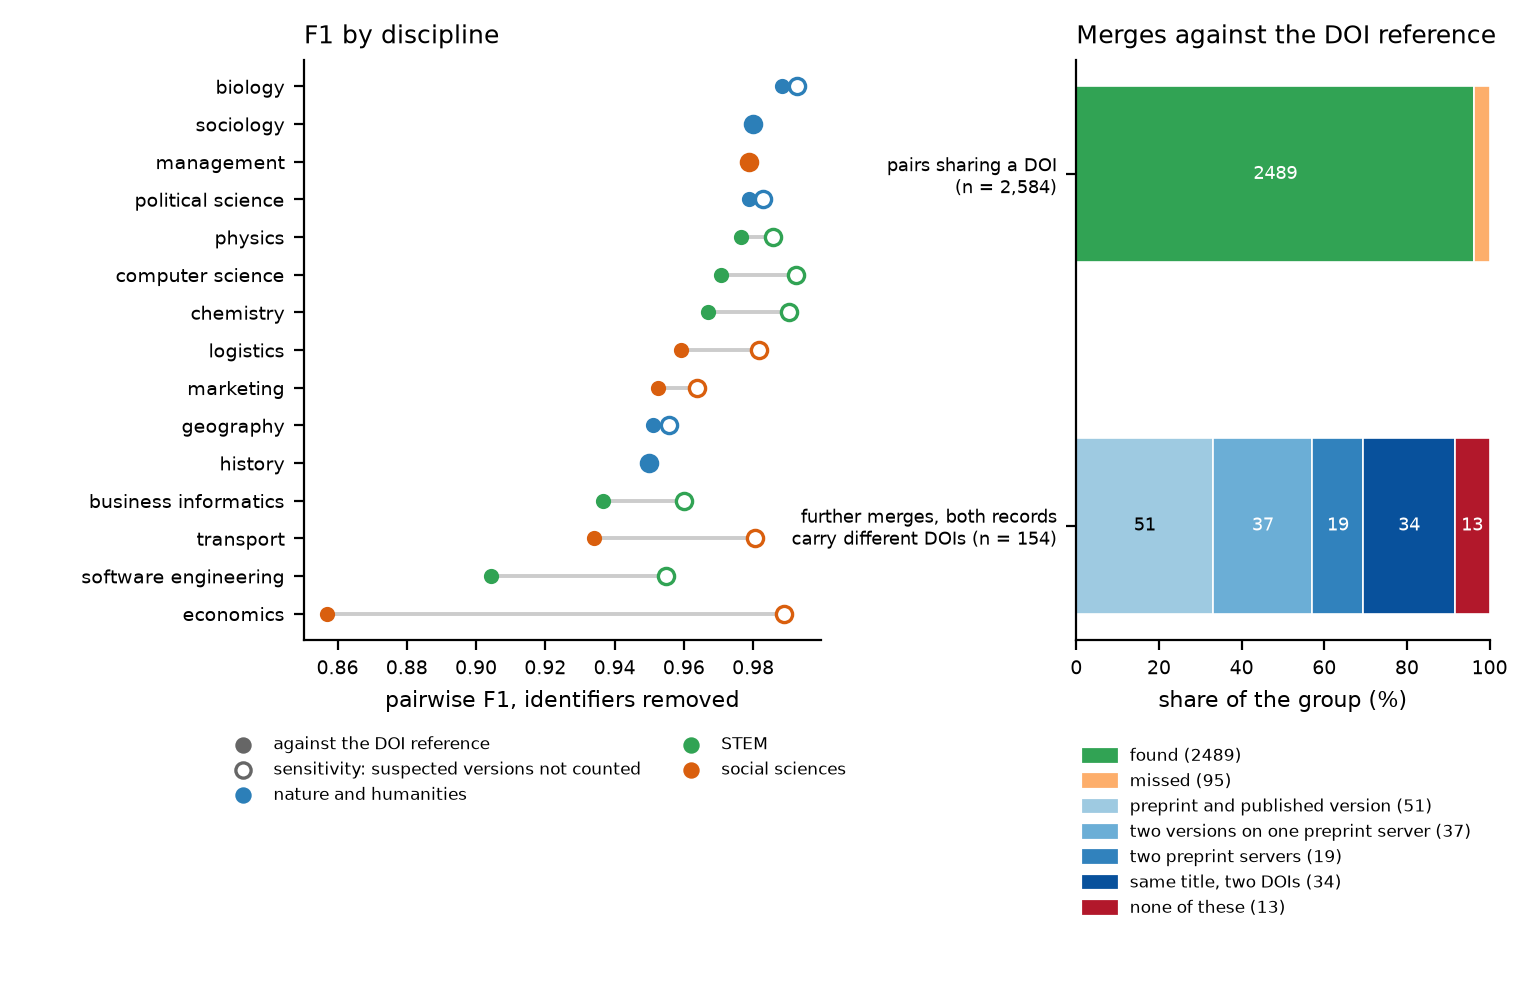 F1 by discipline
biology
sociology
management
political science
physics
computer science
chemistry
logistics
marketing
geography
history
business informatics
transport
software engineering
economics
0.86 0.88 0.90 0.92 0.94 0.96 0.98
pairwise F1, identifiers removed
against the DOI reference
sensitivity: suspected versions not counted
nature and humanities
STEM
social sciences
Merges against the DOI reference
pairs sharing a DOI
(n = 2,584)
2489
further merges, both records
carry different DOIs (n = 154)
51 37 19 34 13
0 20 40 60 80 100
share of the group (%)
found (2489)
missed (95)
preprint and published version (51)
two versions on one preprint server (37)
two preprint servers (19)
same title, two DOIs (34)
none of these (13)